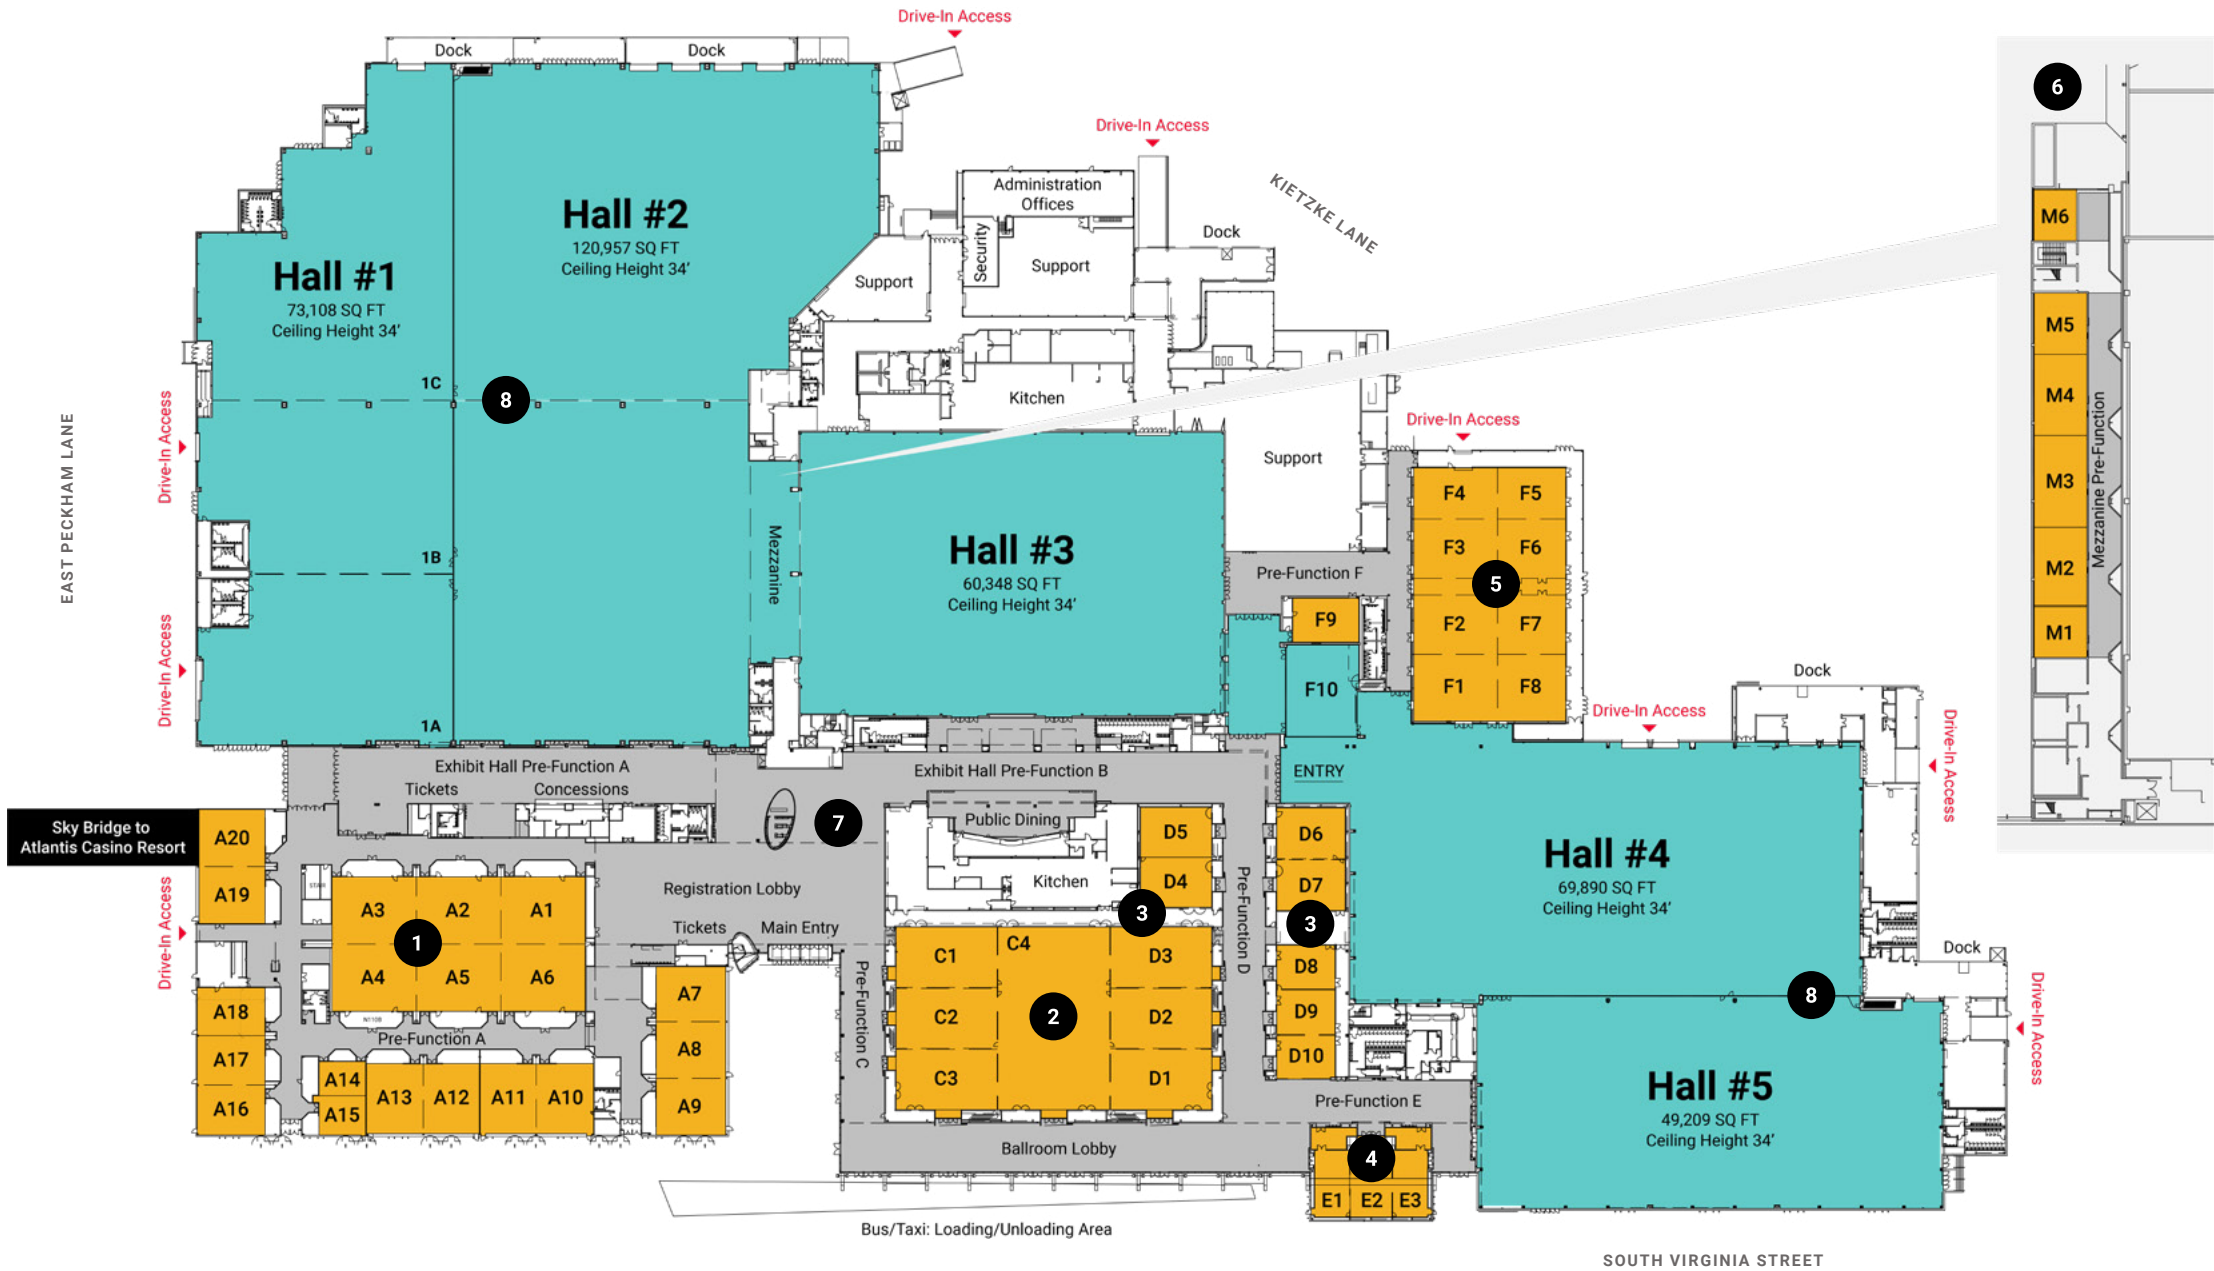 Drive-In Access
Dock
Dock
6
Drive-In Access
KIETZKE LANE
Administration
Offices
Security
Support
Support
Dock
Hall #2
120,957 SQ FT
Ceiling Height 34’
Hall #1
73,108 SQ FT
Ceiling Height 34’
M6
M5
M4
M3
M2
M1
Mezzanine Pre-Function
1C
8
Kitchen
EAST PECKHAM LANE
Drive-In Access
Drive-In Access
Support
F4
F5
F3
F6
5
F2
F7
F1
F8
Mezzanine
Hall #3
60,348 SQ FT
Ceiling Height 34’
Pre-Function F
F9
F10
1B
1A
Drive-In Access
Dock
Drive-In Access
Drive-In Access
Exhibit Hall Pre-Function A
Tickets
Concessions
Exhibit Hall Pre-Function B
ENTRY
Public Dining
7
Sky Bridge to
Atlantis Casino Resort
A20
A19
Drive-In Access
STAIR
A3
A2
A1
1
A4
A5
A6
N110B
Registration Lobby
Tickets
Main Entry
Kitchen
D5
D4
3
Pre-Function D
D6
D7
3
D8
D9
D10
Hall #4
69,890 SQ FT
Ceiling Height 34’
Dock
Drive-In Access
8
A18
A17
A16
Pre-Function A
A14
A15
A13
A12
A11
A10
A7
A8
A9
Pre-Function C
C1
C4
D3
C2
2
D2
C3
D1
Pre-Function E
Ballroom Lobby
4
E1
E2
E3
Hall #5
49,209 SQ FT
Ceiling Height 34’
Bus/Taxi: Loading/Unloading Area
SOUTH VIRGINIA STREET